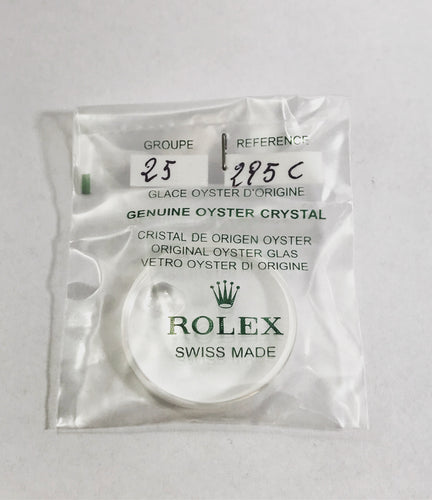 GROUPE REFERENCE
25 295 C
GLACE OYSTER D'ORIGINE
GENUINE OYSTER CRYSTAL
CRISTAL DE ORIGEN OYSTER
ORIGINAL OYSTER GLAS
VETRO OYSTER DI ORIGINE
ROLEX
SWISS MADE